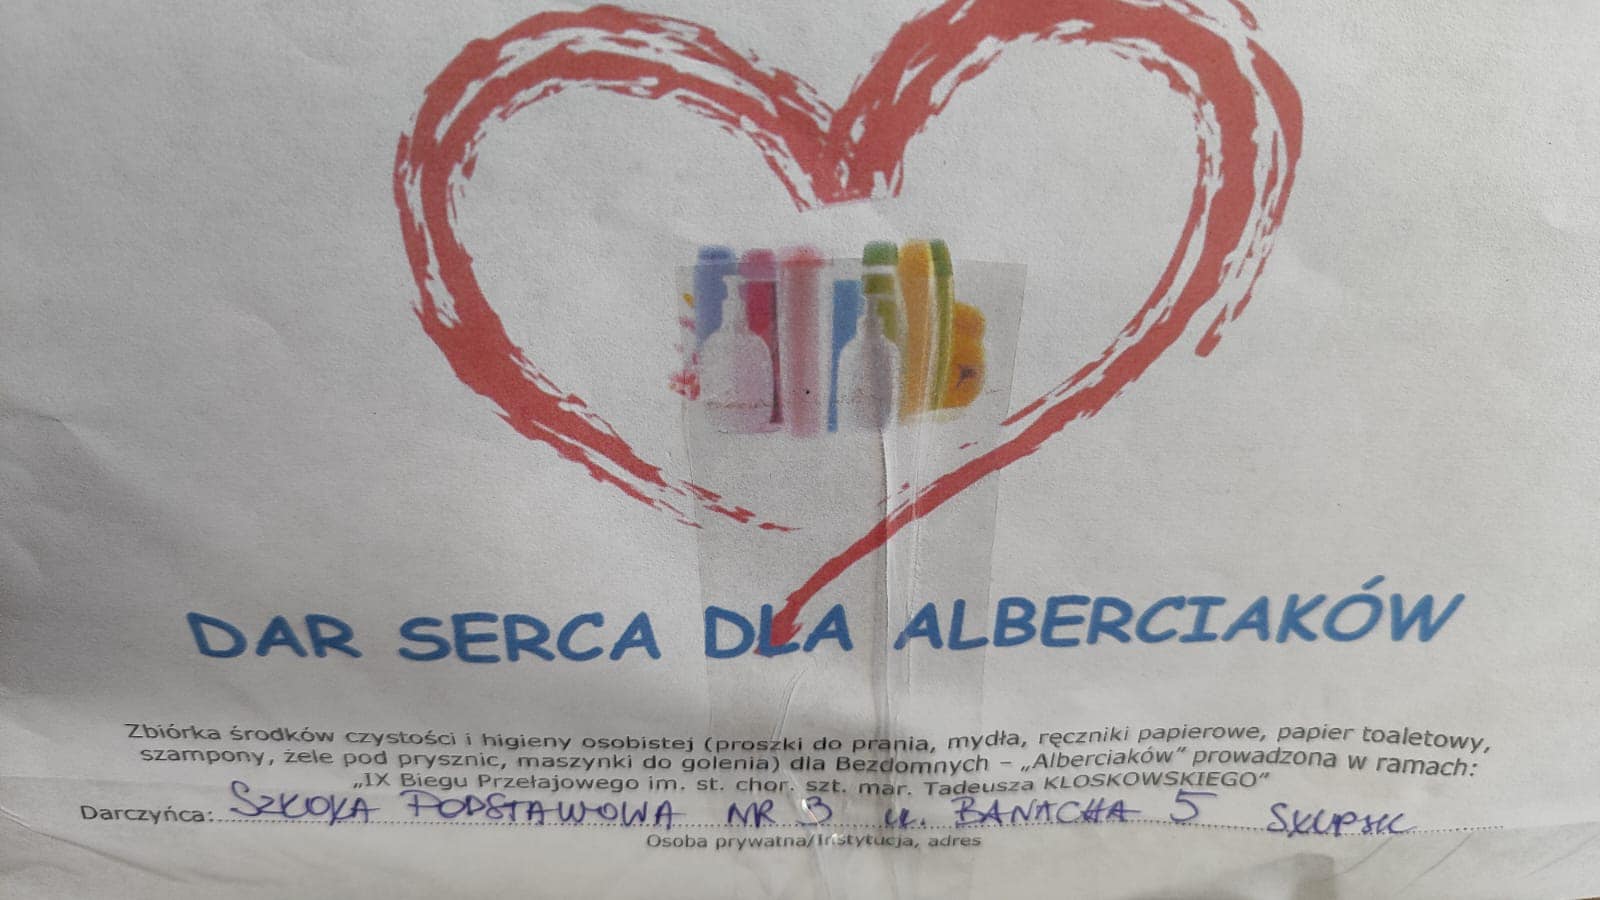 DAR SERCA DLA ALBERCIAKÓW
Zbiórka środków czystości i higieny osobistej (proszki do prania, mydła, ręczniki papierowe, papier toaletowy,
szampony, żele pod prysznic, maszynki do golenia) dla Bezdomnych – „Alberciaków” prowadzona w ramach:
„IX Biegu Przełajowego im. st. chor. szt. mar. Tadeusza KLOSKOWSKIEGO”
Darczyńca: SZKOŁA PODSTAWOWA NR 3 ul. BANACHA 5 SŁUPSK
Osoba prywatna/Instytucja, adres